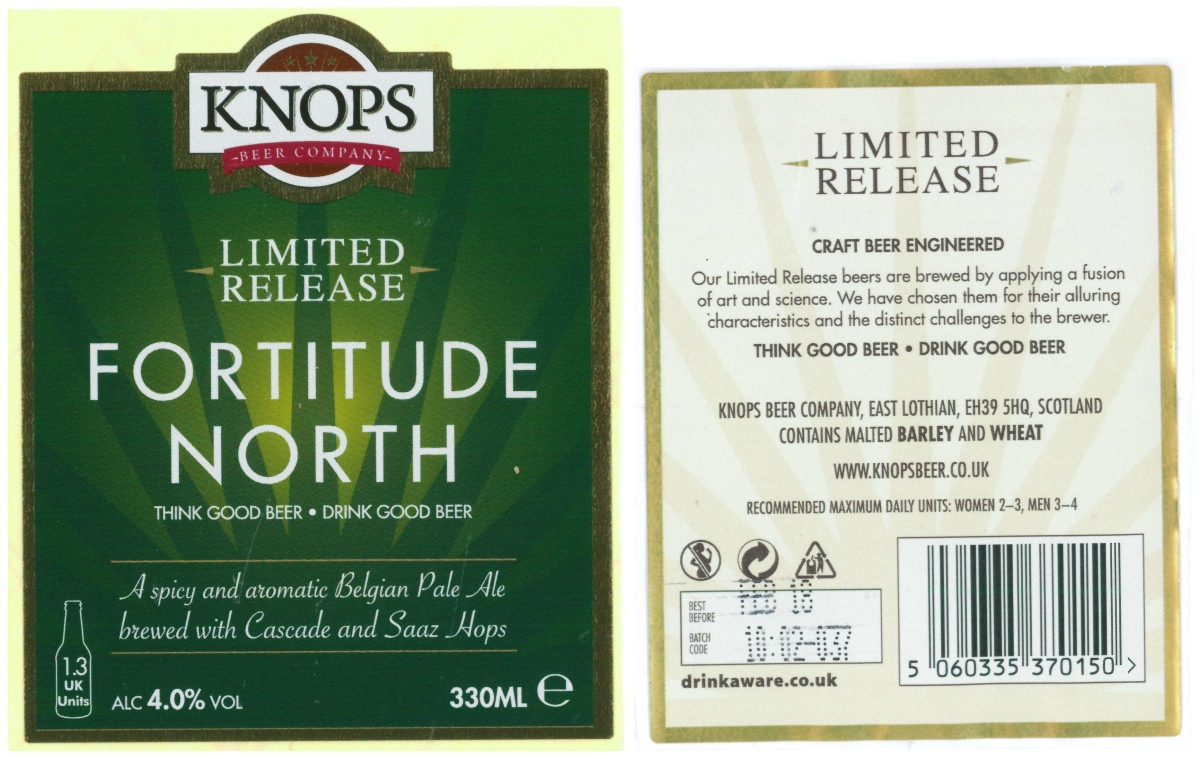 KNOPS
BEER COMPANY
LIMITED
RELEASE
FORTITUDE
NORTH
THINK GOOD BEER • DRINK GOOD BEER
A spicy and aromatic Belgian Pale Ale
brewed with Cascade and Saaz Hops
1.3
UK
Units
ALC 4.0% VOL
330ML ℮
LIMITED
RELEASE
CRAFT BEER ENGINEERED
Our Limited Release beers are brewed by applying a fusion
of art and science. We have chosen them for their alluring
characteristics and the distinct challenges to the brewer.
THINK GOOD BEER • DRINK GOOD BEER
KNOPS BEER COMPANY, EAST LOTHIAN, EH39 5HQ, SCOTLAND
CONTAINS MALTED BARLEY AND WHEAT
WWW.KNOPSBEER.CO.UK
RECOMMENDED MAXIMUM DAILY UNITS: WOMEN 2–3, MEN 3–4
BEST
BEFORE
FEB 18
BATCH
CODE
10:02-037
drinkaware.co.uk
5 060335 370150 >